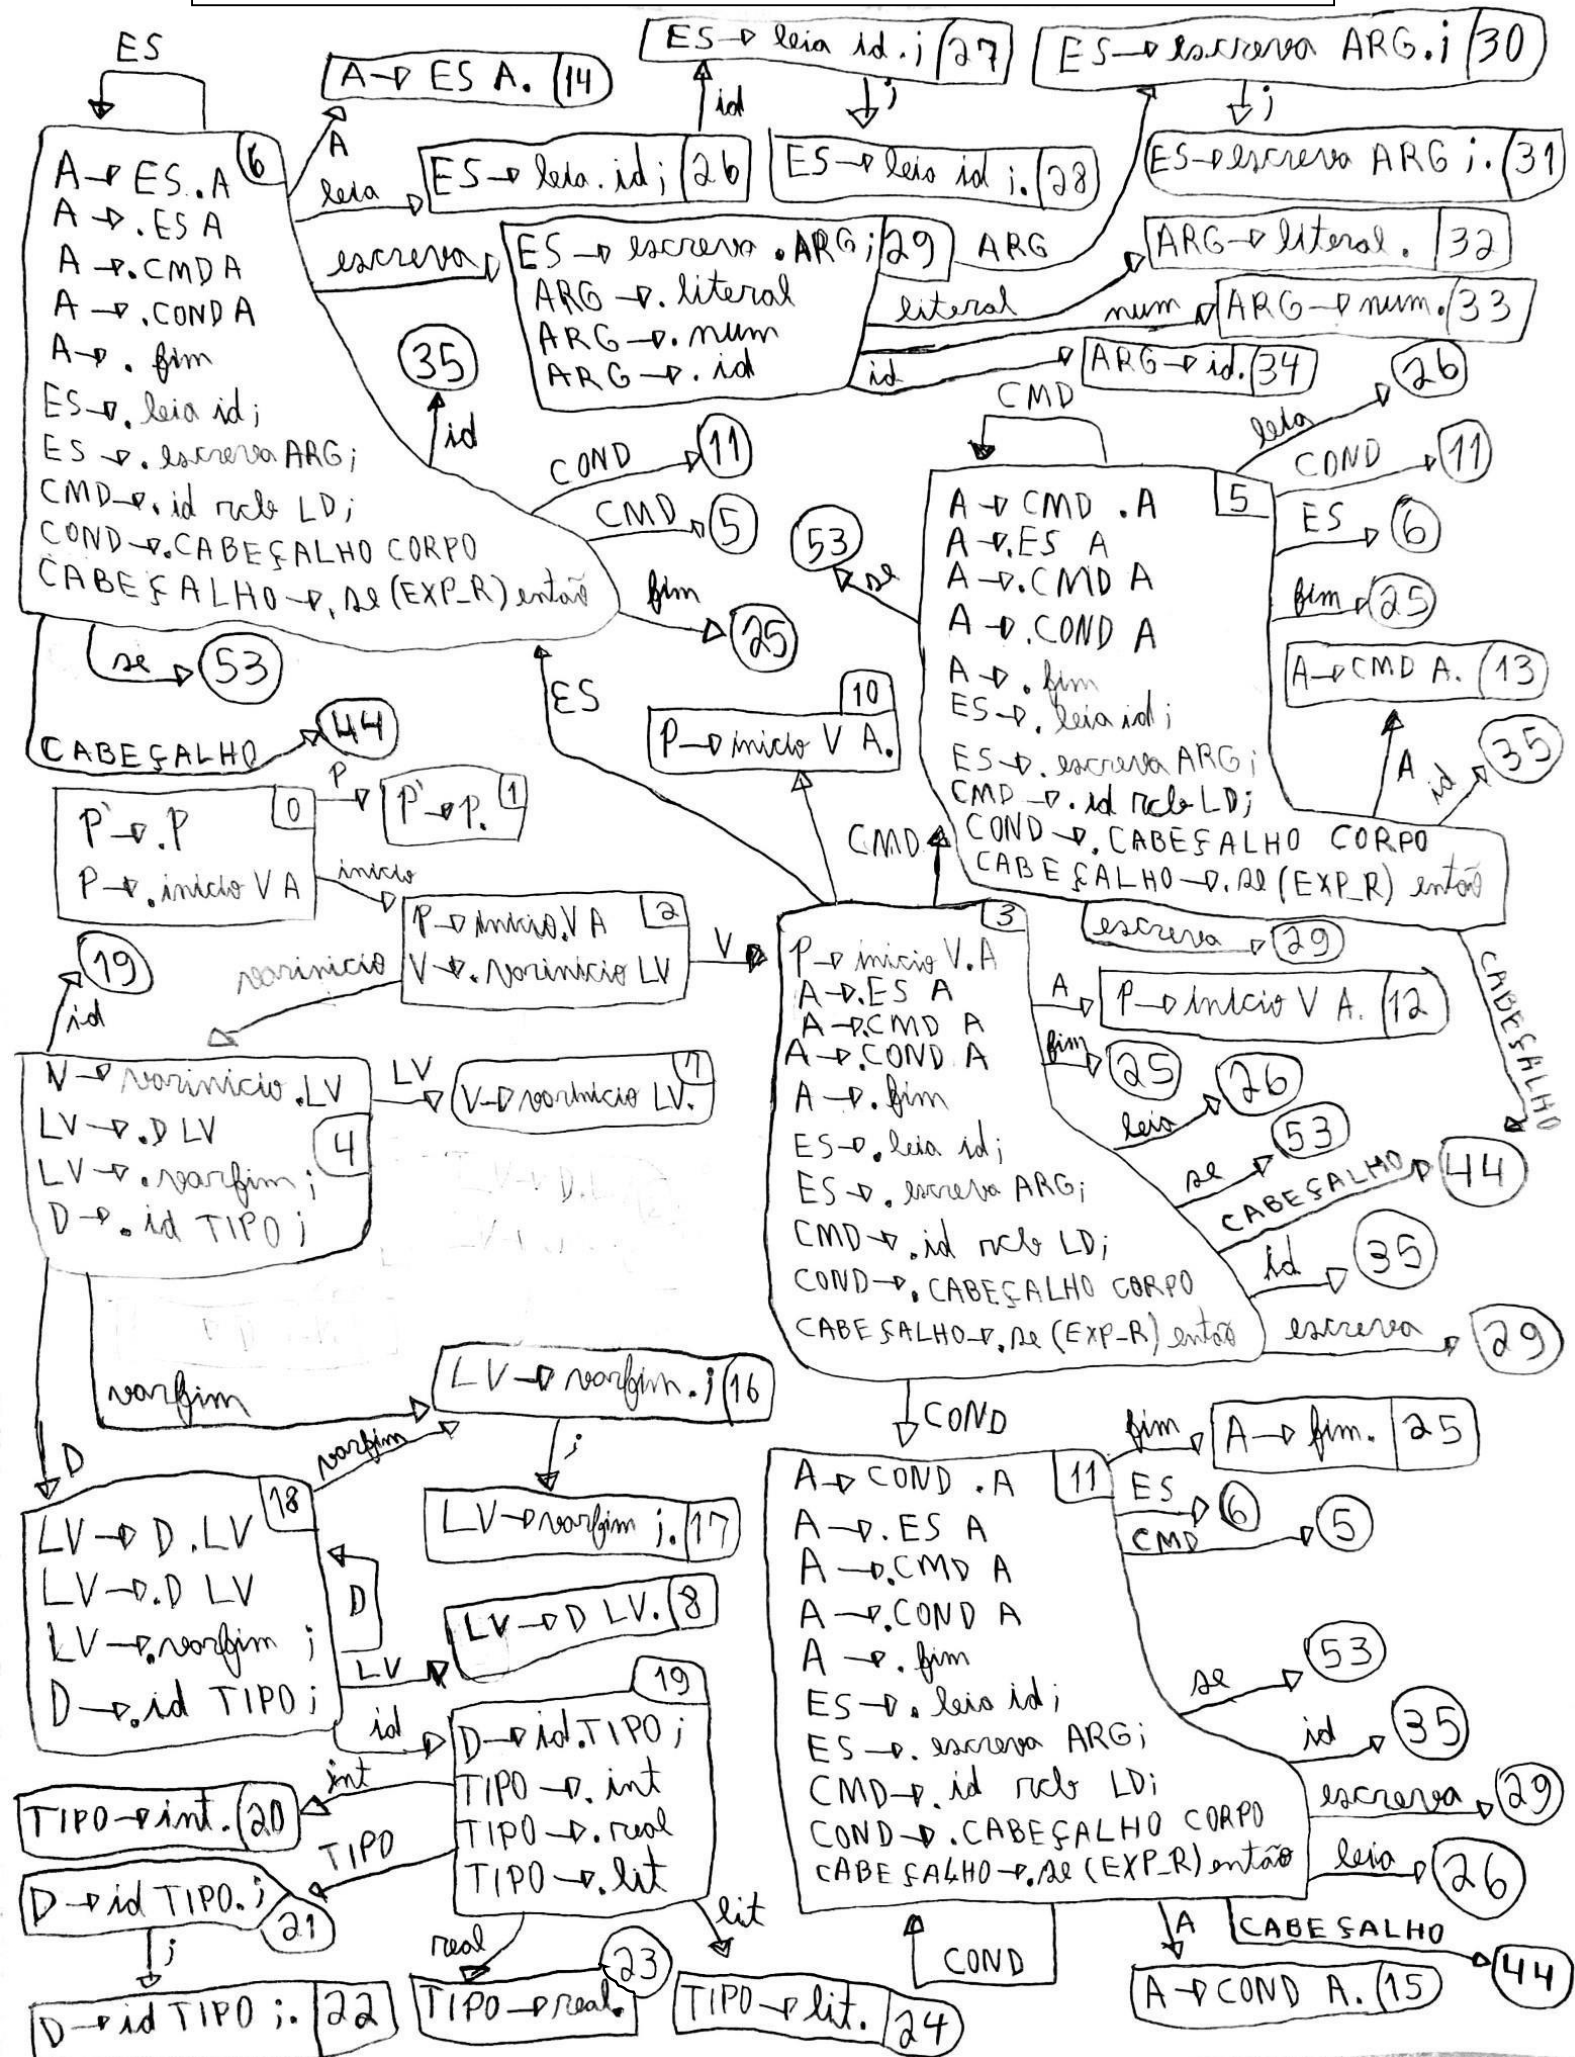 ES
A → ES A. 14
ES → leia id.; 27
ES → escreva ARG.; 30
id
;
;
A → ES.A 6
A → .ES A
A → .CMD A
A → .COND A
A → . fim
ES → . leia id;
ES → . escreva ARG;
CMD → . id rcb LD;
COND → .CABEÇALHO CORPO
CABEÇALHO → . se (EXP_R) então
A
leia
ES → leia. id; 26
ES → leia id ;. 28
ES → escreva ARG ;. 31
escreva
ES → escreva .ARG; 29
ARG → . literal
ARG → . num
ARG → . id
ARG
literal
ARG → literal. 32
num
ARG → num. 33
id
ARG → id. 34
35
id
COND
11
CMD
5
fim
25
se
53
CABEÇALHO
44
CMD
leia
26
COND
11
ES
6
fim
25
A → CMD .A 5
A → .ES A
A → .CMD A
A → .COND A
A → . fim
ES → . leia id;
ES → . escreva ARG;
CMD → . id rcb LD;
COND → .CABEÇALHO CORPO
CABEÇALHO → . se (EXP_R) então
53
se
A → CMD A. 13
A
id
35
escreva
29
CABEÇALHO
ES
10
P → inicio V A.
CMD
P' → .P 0
P → . inicio V A
P
P' → P. 1
inicio
P → inicio.V A 2
V → . varinicio LV
V
varinicio
19
id
V → varinicio .LV
LV → .D LV
LV → . varfim ; 4
D → . id TIPO ;
LV
V → varinicio LV. 7
P → inicio V.A 3
A → .ES A
A → .CMD A
A → .COND A
A → . fim
ES → . leia id;
ES → . escreva ARG;
CMD → . id rcb LD;
COND → . CABEÇALHO CORPO
CABEÇALHO → . se (EXP_R) então
A
P → inicio V A. 12
fim
25
leia
26
se
53
CABEÇALHO
44
id
35
escreva
29
varfim
LV → varfim. ; 16
D
varfim
;
LV → varfim ;. 17
LV → D .LV 18
LV → .D LV
LV → .varfim ;
D → .id TIPO ;
D
LV
LV → D LV. 8
id
D → id.TIPO ; 19
TIPO → . int
TIPO → . real
TIPO → . lit
int
TIPO → int. 20
TIPO
D → id TIPO. ; 21
;
D → id TIPO ;. 22
real
TIPO → real. 23
lit
TIPO → lit. 24
COND
A → COND .A 11
A → . ES A
A → .CMD A
A → .COND A
A → . fim
ES → . leia id;
ES → . escreva ARG;
CMD → . id rcb LD;
COND → .CABEÇALHO CORPO
CABEÇALHO → . se (EXP_R) então
fim
A → fim. 25
ES
6
CMD
5
se
53
id
35
escreva
29
leia
26
COND
A
A → COND A. 15
CABEÇALHO
44